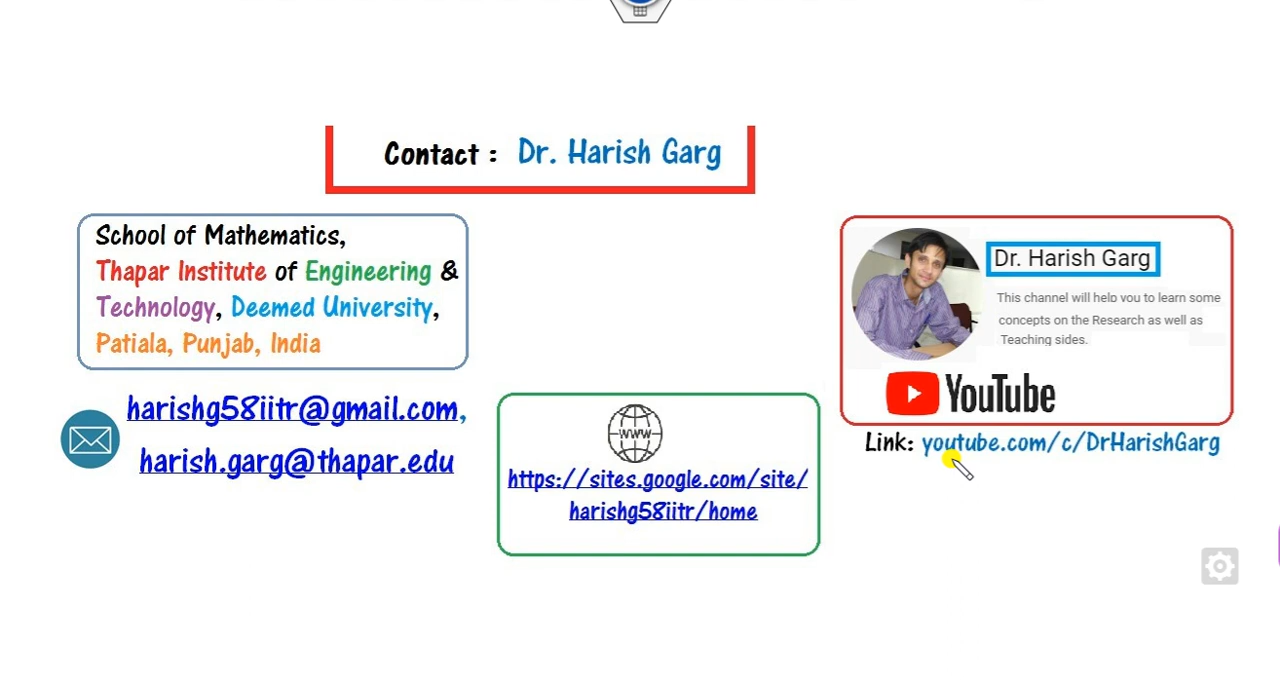 Contact : Dr. Harish Garg
School of Mathematics,
Thapar Institute of Engineering &
Technology, Deemed University,
Patiala, Punjab, India
harishg58iitr@gmail.com,
harish.garg@thapar.edu
WWW
https://sites.google.com/site/
harishg58iitr/home
Dr. Harish Garg
This channel will help you to learn some
concepts on the Research as well as
Teaching sides.
YouTube
Link: youtube.com/c/DrHarishGarg